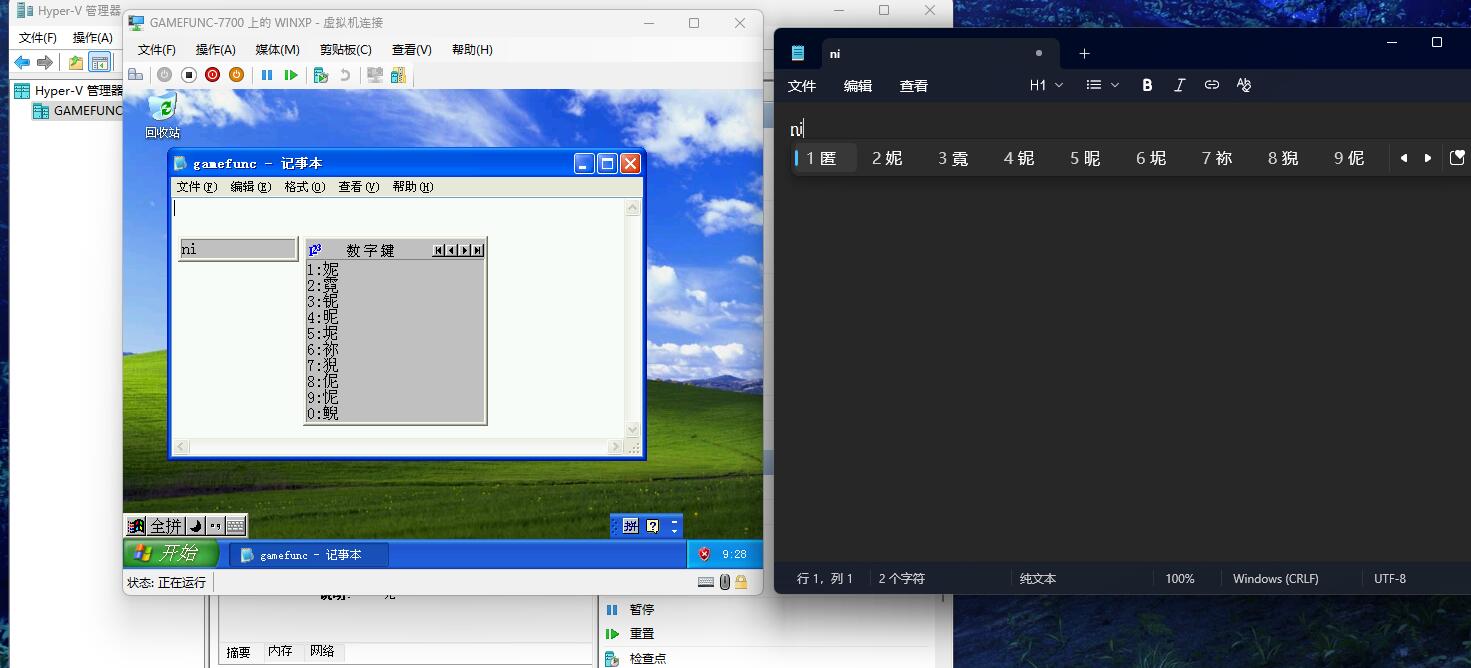 Hyper-V 管理器
文件(F) 操作(A)
Hyper-V 管理器
GAMEFUNC
GAMEFUNC-7700 上的 WINXP - 虚拟机连接
文件(F) 操作(A) 媒体(M) 剪贴板(C) 查看(V) 帮助(H)
回收站
gamefunc - 记事本
文件(F) 编辑(E) 格式(O) 查看(V) 帮助(H)
ni
123 数字鍵
1:妮
2:霓
3:铌
4:昵
5:坭
6:祢
7:猊
8:伲
9:怩
0:鲵
全拼
拼
开始
gamefunc - 记事本
9:28
状态: 正在运行
摘要 内存 网络
暂停
重置
检查点
ni
文件 编辑 查看
H1
B I
ni
1 匿 2 妮 3 霓 4 铌 5 昵 6 坭 7 祢 8 猊 9 伲
行 1，列 1 2 个字符 纯文本 100% Windows (CRLF) UTF-8